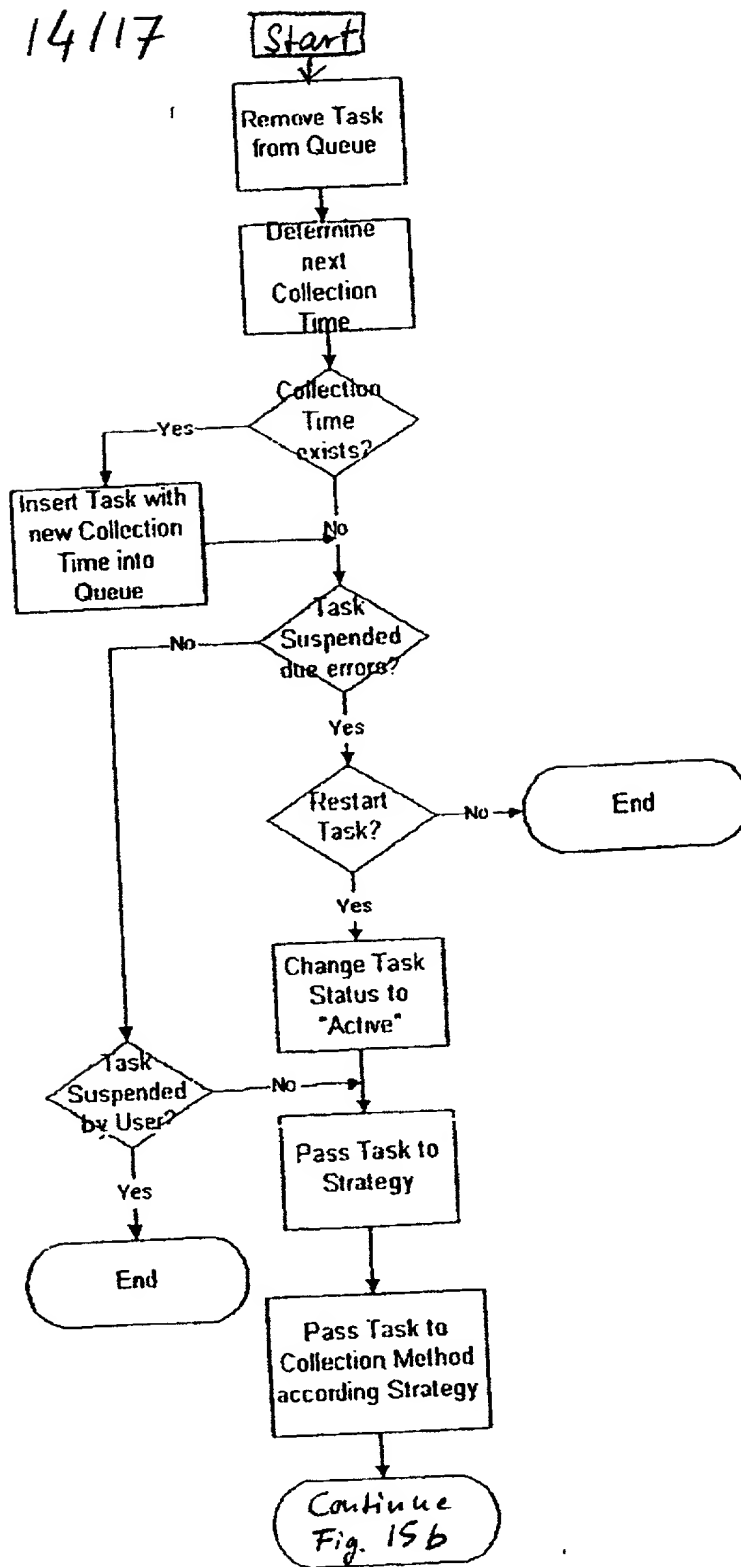 14/17
Start
Remove Task
from Queue
Determine
next
Collection
Time
Collection
Time
exists?
Yes
Insert Task with
new Collection
Time into
Queue
No
Task
Suspended
due errors?
No
Yes
Restart
Task?
No
End
Yes
Change Task
Status to
"Active"
Task
Suspended
by User?
No
Yes
Pass Task to
Strategy
End
Pass Task to
Collection Method
according Strategy
Continue
Fig. 15b